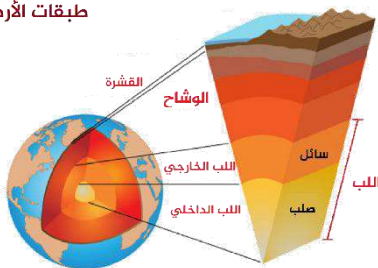 طبقات الأر
القشرة
الوشاح
اللب الخارجي
سائل
اللب
اللب الداخلي
صلب